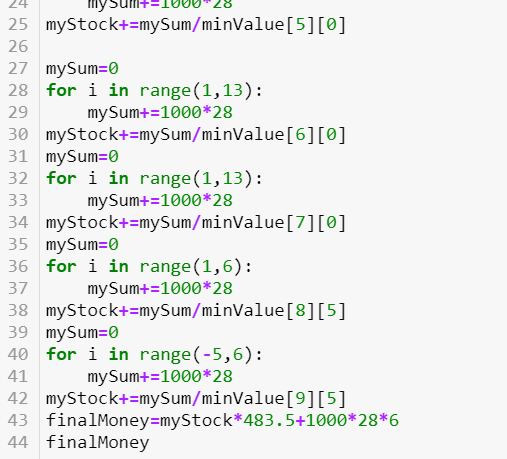 24     mySum+=1000*28
25 myStock+=mySum/minValue[5][0]
26
27 mySum=0
28 for i in range(1,13):
29     mySum+=1000*28
30 myStock+=mySum/minValue[6][0]
31 mySum=0
32 for i in range(1,13):
33     mySum+=1000*28
34 myStock+=mySum/minValue[7][0]
35 mySum=0
36 for i in range(1,6):
37     mySum+=1000*28
38 myStock+=mySum/minValue[8][5]
39 mySum=0
40 for i in range(-5,6):
41     mySum+=1000*28
42 myStock+=mySum/minValue[9][5]
43 finalMoney=myStock*483.5+1000*28*6
44 finalMoney